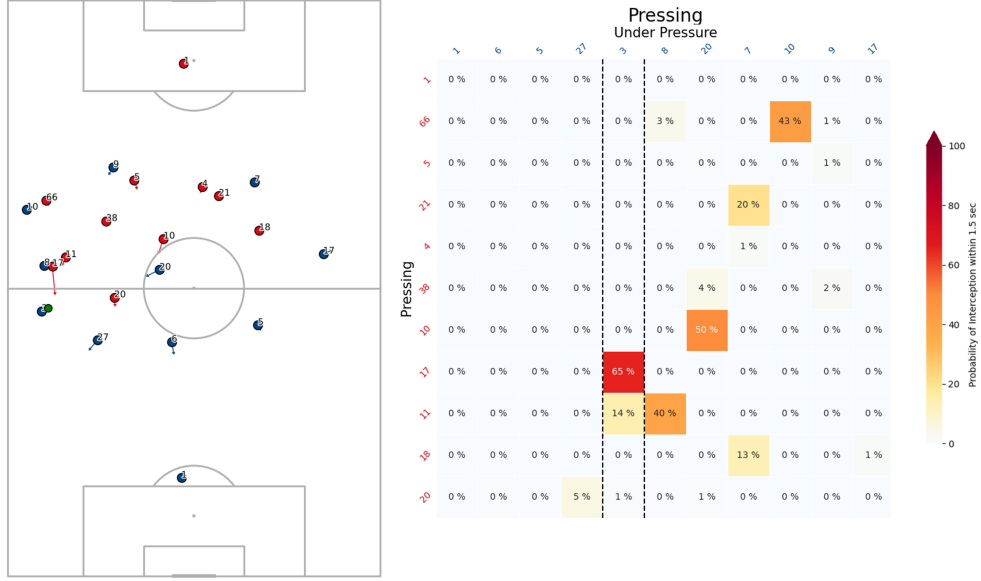 Pressing
Under Pressure
1 6 5 27 3 8 20 7 10 9 17
1 0 % 0 % 0 % 0 % 0 % 0 % 0 % 0 % 0 % 0 % 0 %
66 0 % 0 % 0 % 0 % 0 % 3 % 0 % 0 % 43 % 1 % 0 %
5 0 % 0 % 0 % 0 % 0 % 0 % 0 % 0 % 0 % 1 % 0 %
21 0 % 0 % 0 % 0 % 0 % 0 % 0 % 20 % 0 % 0 % 0 %
4 0 % 0 % 0 % 0 % 0 % 0 % 0 % 1 % 0 % 0 % 0 %
38 0 % 0 % 0 % 0 % 0 % 0 % 4 % 0 % 0 % 2 % 0 %
10 0 % 0 % 0 % 0 % 0 % 0 % 50 % 0 % 0 % 0 % 0 %
17 0 % 0 % 0 % 0 % 65 % 0 % 0 % 0 % 0 % 0 % 0 %
11 0 % 0 % 0 % 0 % 14 % 40 % 0 % 0 % 0 % 0 % 0 %
18 0 % 0 % 0 % 0 % 0 % 0 % 0 % 13 % 0 % 0 % 1 %
20 0 % 0 % 0 % 5 % 1 % 0 % 1 % 0 % 0 % 0 % 0 %
Pressing
100
80
60
40
20
0
Probability of Interception within 1.5 sec
1
9
5
4
21
7
66
10
38
18
10
17
11
8
17
20
20
5
27
6
1